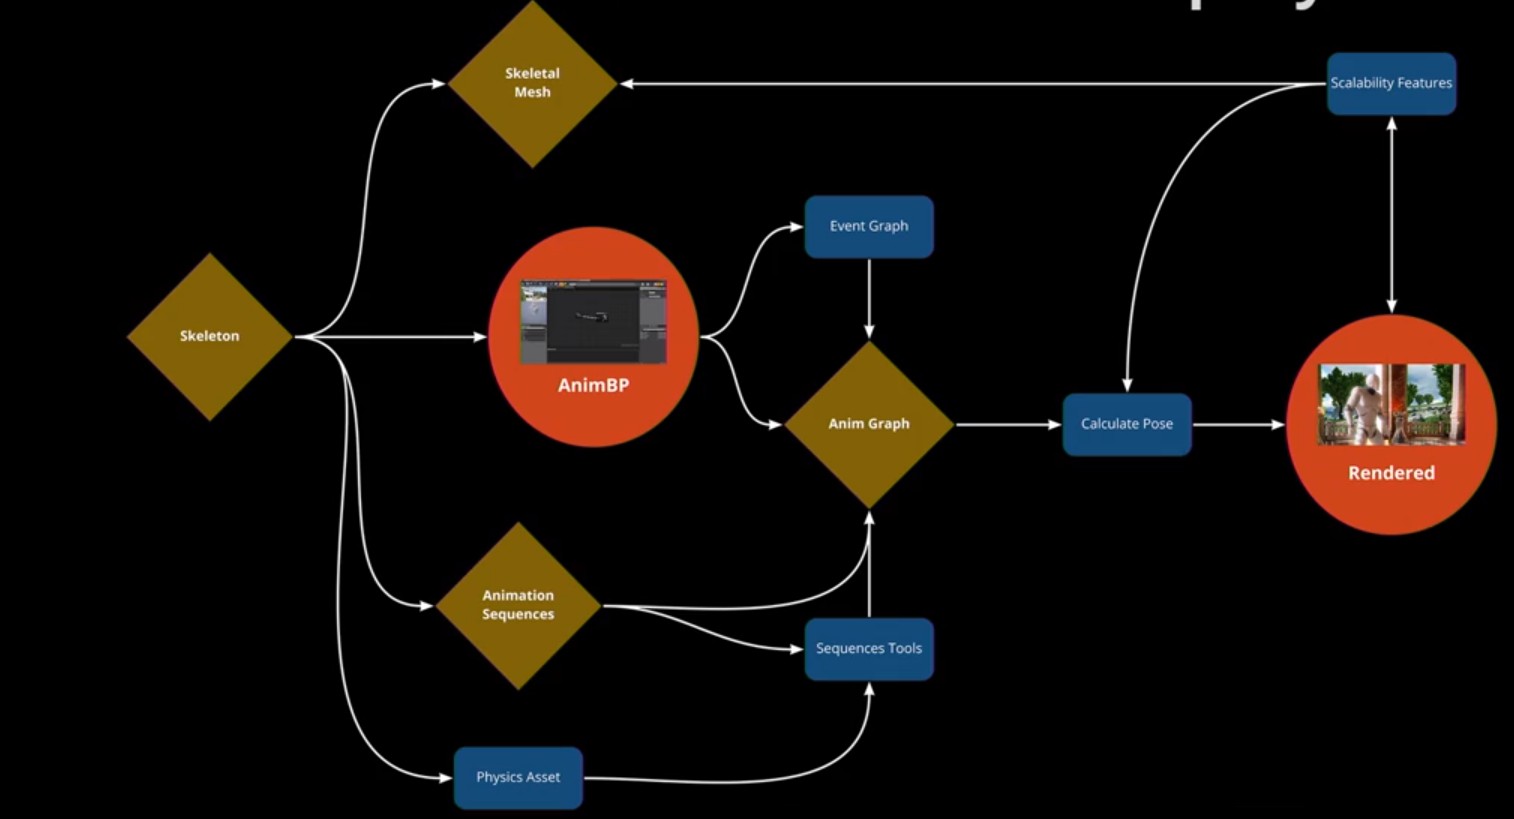 Skeletal
Mesh
Scalability Features
Event Graph
Skeleton
AnimBP
Anim Graph
Calculate Pose
Rendered
Animation
Sequences
Sequences Tools
Physics Asset